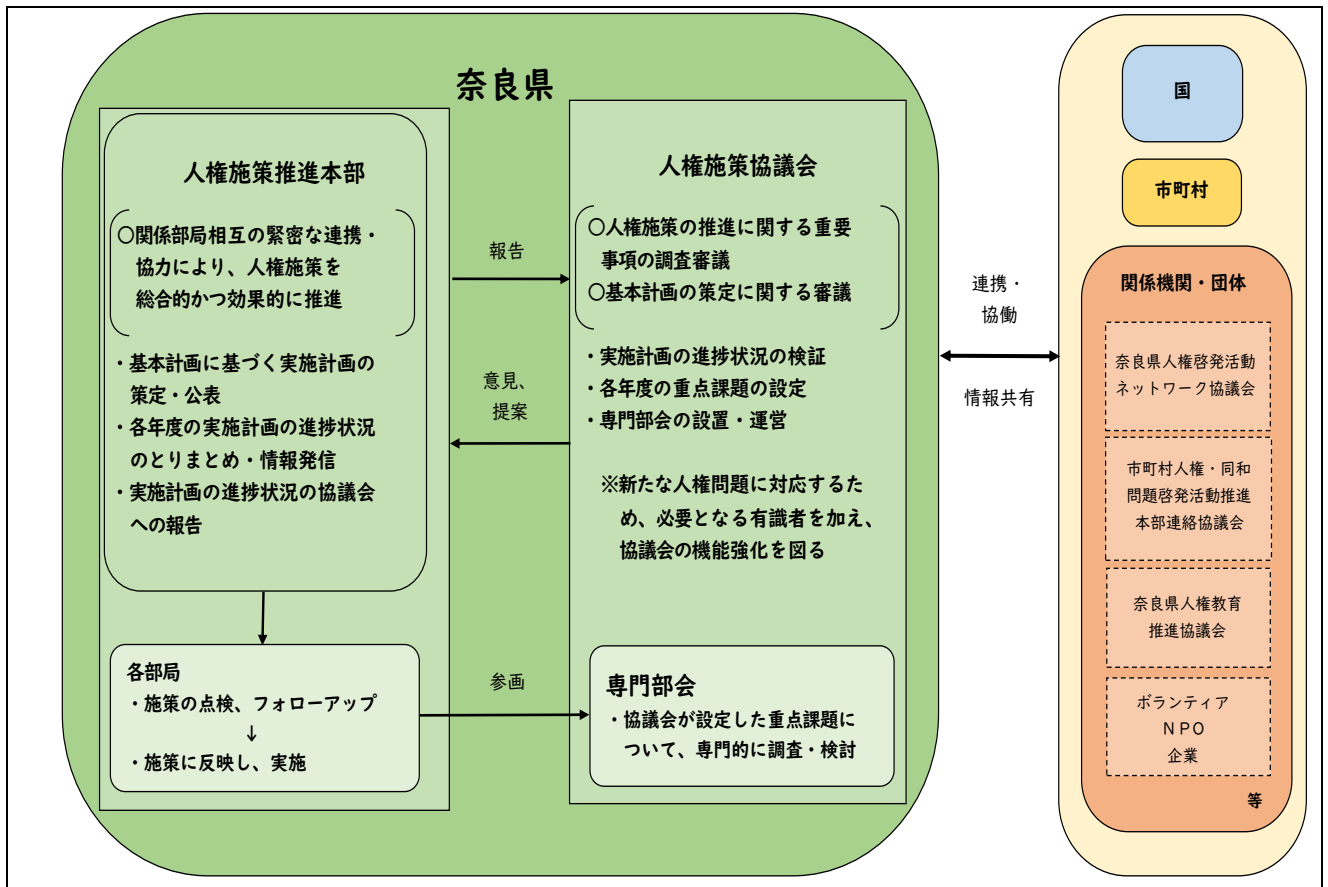 奈良県
人権施策推進本部
〇関係部局相互の緊密な連携・
協力により、人権施策を
総合的かつ効果的に推進
・基本計画に基づく実施計画の
策定・公表
・各年度の実施計画の進捗状況
のとりまとめ・情報発信
・実施計画の進捗状況の協議会
への報告
各部局
・施策の点検、フォローアップ
↓
・施策に反映し、実施
報告
意見、
提案
参画
人権施策協議会
〇人権施策の推進に関する重要
事項の調査審議
〇基本計画の策定に関する審議
・実施計画の進捗状況の検証
・各年度の重点課題の設定
・専門部会の設置・運営
※新たな人権問題に対応するた
め、必要となる有識者を加え、
協議会の機能強化を図る
専門部会
・協議会が設定した重点課題に
ついて、専門的に調査・検討
連携・
協働
情報共有
国
市町村
関係機関・団体
奈良県人権啓発活動
ネットワーク協議会
市町村人権・同和
問題啓発活動推進
本部連絡協議会
奈良県人権教育
推進協議会
ボランティア
ＮＰＯ
企業
等